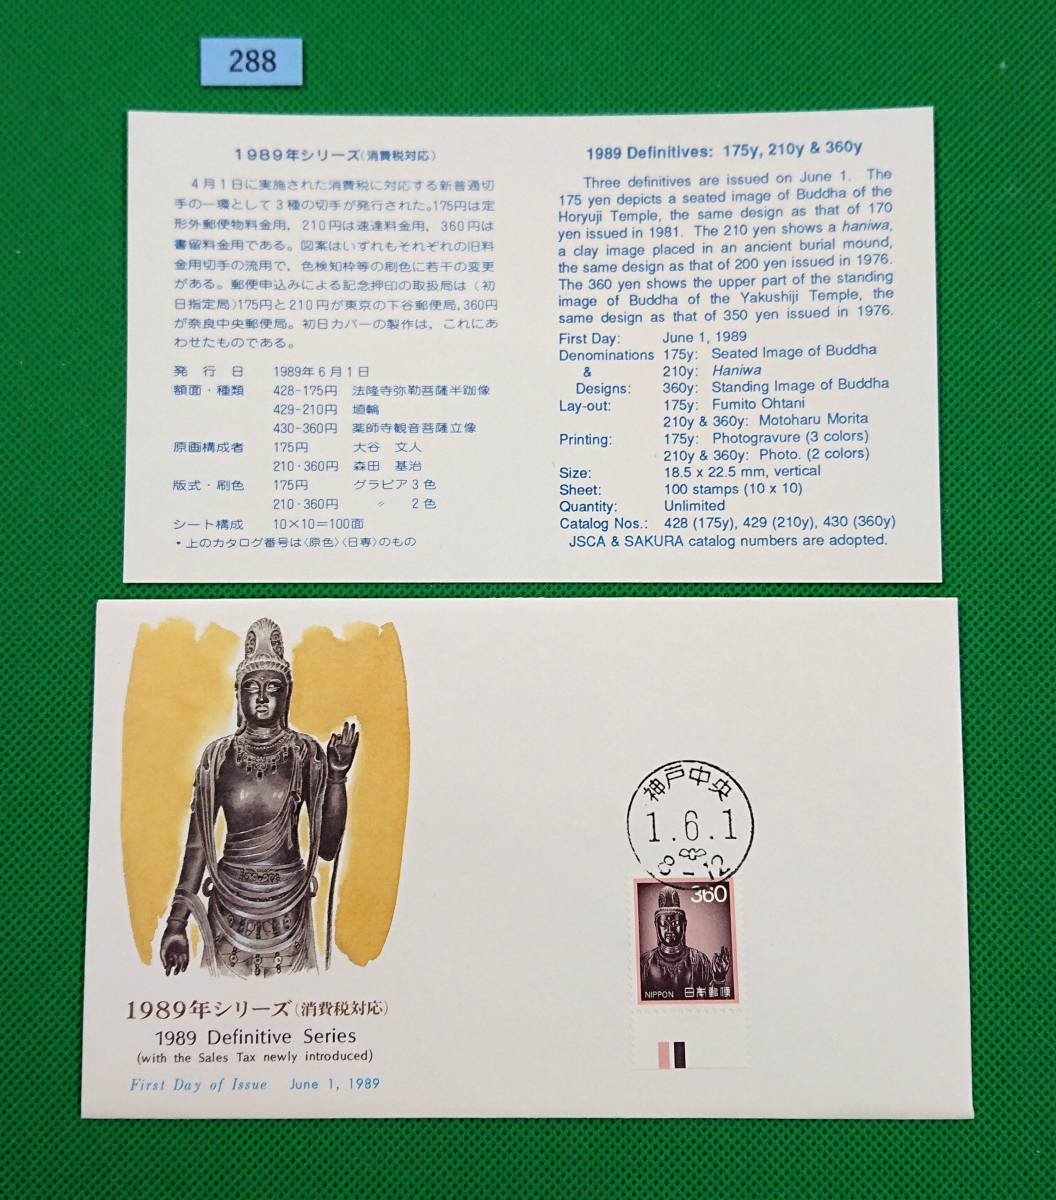 288
1989年シリーズ(消費税対応)
4月1日に実施された消費税に対応する新普通切
手の一環として3種の切手が発行された。175円は定
形外郵便物料金用，210円は速達料金用，360円は
書留料金用である。図案はいずれもそれぞれの旧料
金用切手の流用で，色検知枠等の刷色に若干の変更
がある。郵便申込みによる記念押印の取扱局は〈初
日指定局〉175円と210円が東京の下谷郵便局，360円
が奈良中央郵便局。初日カバーの製作は，これにあ
わせたものである。
発行日 1989年6月1日
額面・種類 428-175円 法隆寺弥勒菩薩半跏像
429-210円 埴輪
430-360円 薬師寺観音菩薩立像
原画構成者 175円 大谷 文人
210・360円 森田 基治
版式・刷色 175円 グラビア3色
210・360円 〃 2色
シート構成 10×10＝100面
・上のカタログ番号は〈原色〉〈日専〉のもの
1989 Definitives: 175y, 210y & 360y
Three definitives are issued on June 1. The
175 yen depicts a seated image of Buddha of the
Horyuji Temple, the same design as that of 170
yen issued in 1981. The 210 yen shows a haniwa,
a clay image placed in an ancient burial mound,
the same design as that of 200 yen issued in 1976.
The 360 yen shows the upper part of the standing
image of Buddha of the Yakushiji Temple, the
same design as that of 350 yen issued in 1976.
First Day: June 1, 1989
Denominations 175y: Seated Image of Buddha
& 210y: Haniwa
Designs: 360y: Standing Image of Buddha
Lay-out: 175y: Fumito Ohtani
210y & 360y: Motoharu Morita
Printing: 175y: Photogravure (3 colors)
210y & 360y: Photo. (2 colors)
Size: 18.5 x 22.5 mm, vertical
Sheet: 100 stamps (10 x 10)
Quantity: Unlimited
Catalog Nos.: 428 (175y), 429 (210y), 430 (360y)
JSCA & SAKURA catalog numbers are adopted.
神戸中央
1.6.1
8-12
360
NIPPON 日本郵便
1989年シリーズ(消費税対応)
1989 Definitive Series
(with the Sales Tax newly introduced)
First Day of Issue June 1, 1989